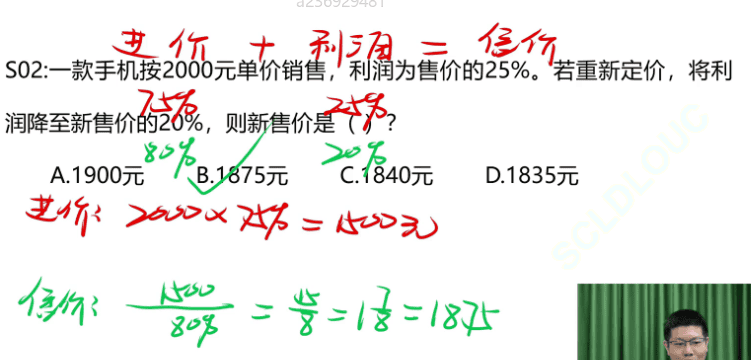 a236929481
进价 + 利润 = 售价
S02:一款手机按2000元单价销售，利润为售价的25%。若重新定价，将利
75% 25%
润降至新售价的20%，则新售价是（ ）？
80% 20%
A.1900元 B.1875元 C.1840元 D.1835元
进价: 2000×75% = 1500元
售价: 1500/80% = 15/8 = 1 7/8 = 1875
SCLDLOUC